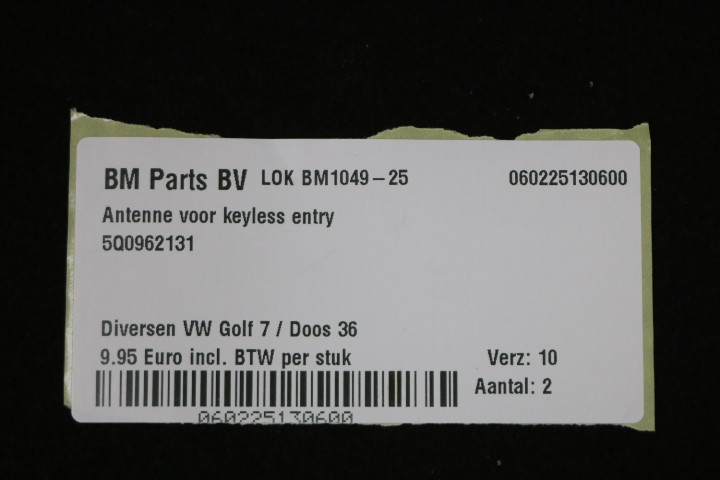 BM Parts BV LOK BM1049-25 060225130600
Antenne voor keyless entry
5Q0962131
Diversen VW Golf 7 / Doos 36
9.95 Euro incl. BTW per stuk Verz: 10
Aantal: 2
060225130600